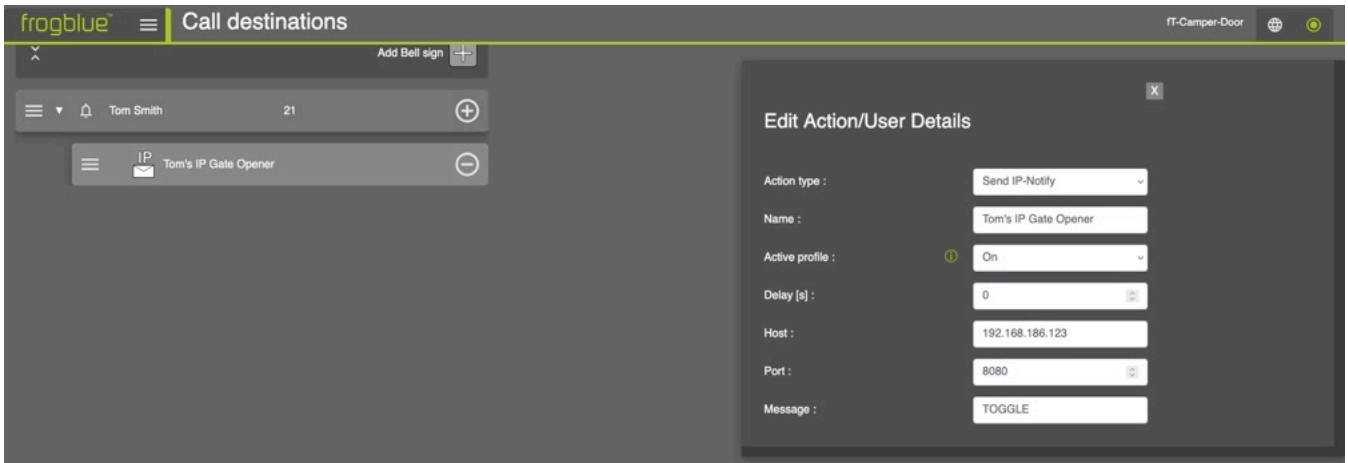 frogblue™ Call destinations fT-Camper-Door
Add Bell sign
Tom Smith 21
IP Tom's IP Gate Opener
X
Edit Action/User Details
Action type : Send IP-Notify
Name : Tom's IP Gate Opener
Active profile : On
Delay [s] : 0
Host : 192.168.186.123
Port : 8080
Message : TOGGLE